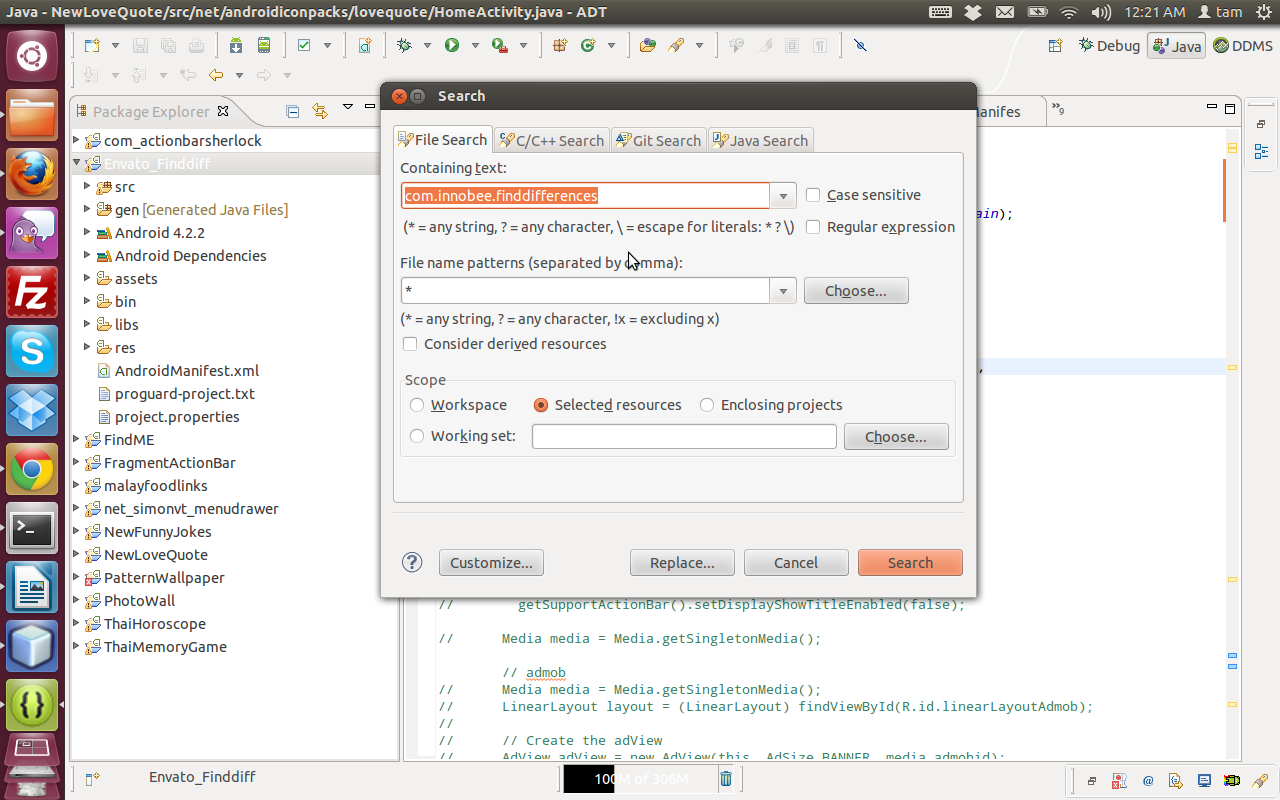 Java - NewLoveQuote/src/net/androidiconpacks/lovequote/HomeActivity.java - ADT
12:21 AM tam
Debug Java DDMS
Package Explorer
com_actionbarsherlock
Envato_Finddiff
src
gen [Generated Java Files]
Android 4.2.2
Android Dependencies
assets
bin
libs
res
AndroidManifest.xml
proguard-project.txt
project.properties
FindME
FragmentActionBar
malayfoodlinks
net_simonvt_menudrawer
NewFunnyJokes
NewLoveQuote
PatternWallpaper
PhotoWall
ThaiHoroscope
ThaiMemoryGame
Search
File Search C/C++ Search Git Search Java Search
Containing text:
com.innobee.finddifferences
Case sensitive
(* = any string, ? = any character, \ = escape for literals: * ? \)
Regular expression
File name patterns (separated by comma):
*
Choose...
(* = any string, ? = any character, !x = excluding x)
Consider derived resources
Scope
Workspace Selected resources Enclosing projects
Working set:
Choose...
Customize... Replace... Cancel Search
anifes
9
ain);
,
// getSupportActionBar().setDisplayShowTitleEnabled(false);
// Media media = Media.getSingletonMedia();
// admob
// Media media = Media.getSingletonMedia();
// LinearLayout layout = (LinearLayout) findViewById(R.id.linearLayoutAdmob);
//
// // Create the adView
// AdView adView = new AdView(this, AdSize.BANNER, media.admobid);
Envato_Finddiff
100M of 306M